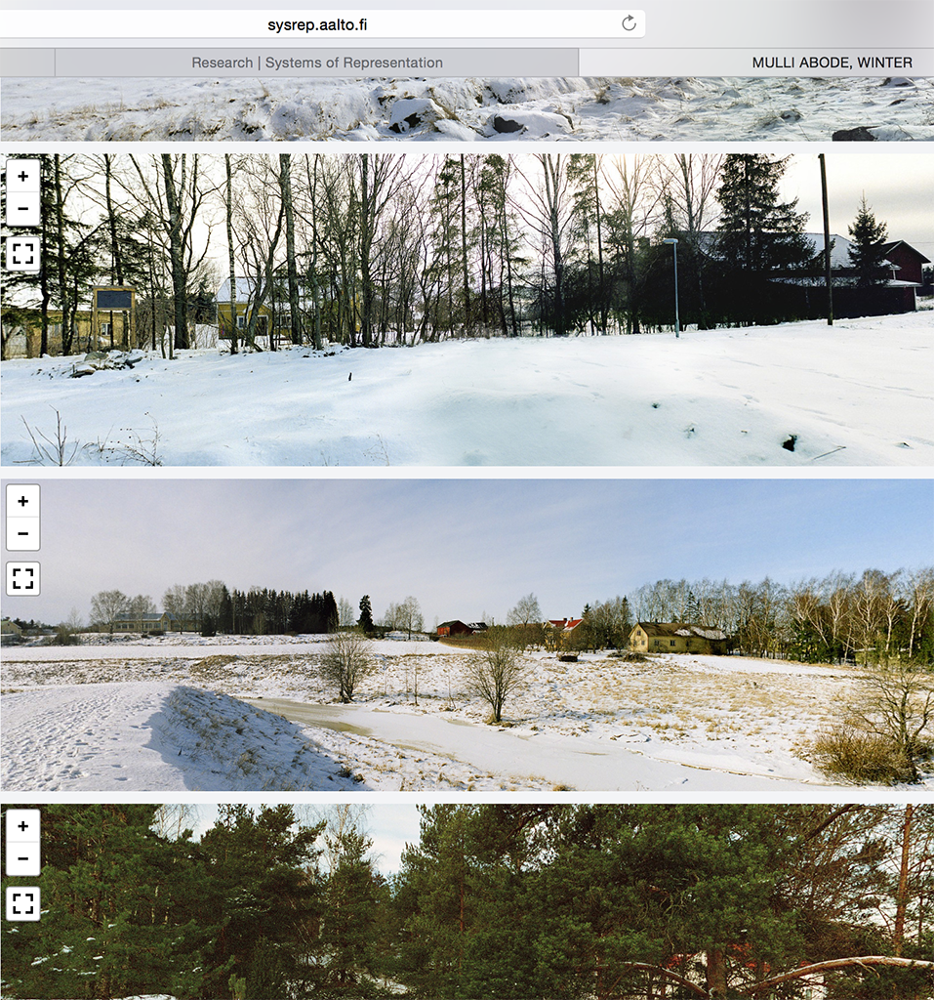 sysrep.aalto.fi
Research | Systems of Representation
MULLI ABODE, WINTER